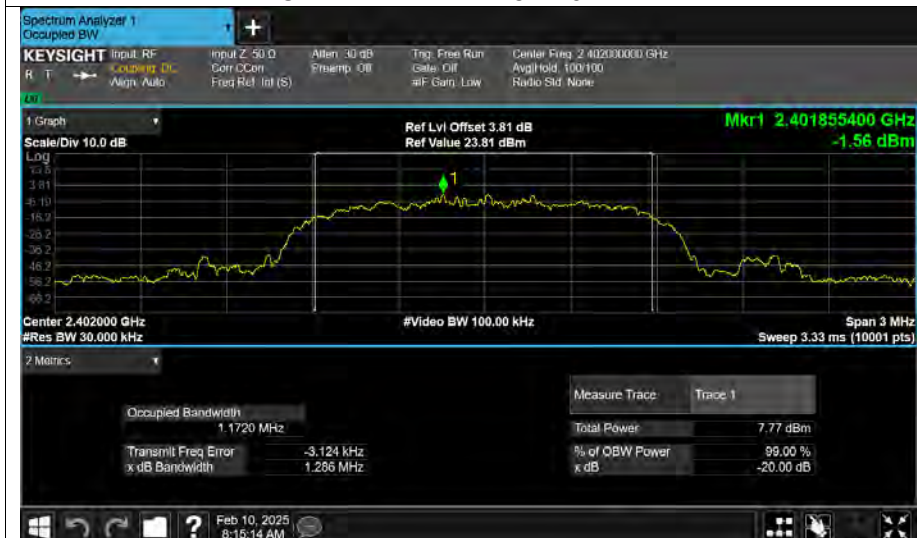 Spectrum Analyzer 1
Occupied BW
+
KEYSIGHT Input: RF Input Z: 50 Ω Atten: 30 dB Trig: Free Run Center Freq: 2.402000000 GHz
R T Coupling: DC Corr CCorr Preamp: Off Gate: Off Avg|Hold: 100/100
Align: Auto Freq Ref: Int (S) #IF Gain: Low Radio Std: None
1 Graph
Ref Lvl Offset 3.81 dB Mkr1 2.401855400 GHz
Scale/Div 10.0 dB Ref Value 23.81 dBm -1.56 dBm
Log
1
3.81
-6.19
-16.2
-26.2
-36.2
-46.2
-56.2
-66.2
Center 2.402000 GHz #Video BW 100.00 kHz Span 3 MHz
#Res BW 30.000 kHz Sweep 3.33 ms (10001 pts)
2 Metrics
Measure Trace Trace 1
Occupied Bandwidth
1.1720 MHz Total Power 7.77 dBm
Transmit Freq Error -3.124 kHz % of OBW Power 99.00 %
x dB Bandwidth 1.286 MHz x dB -20.00 dB
? Feb 10, 2025
8:15:14 AM